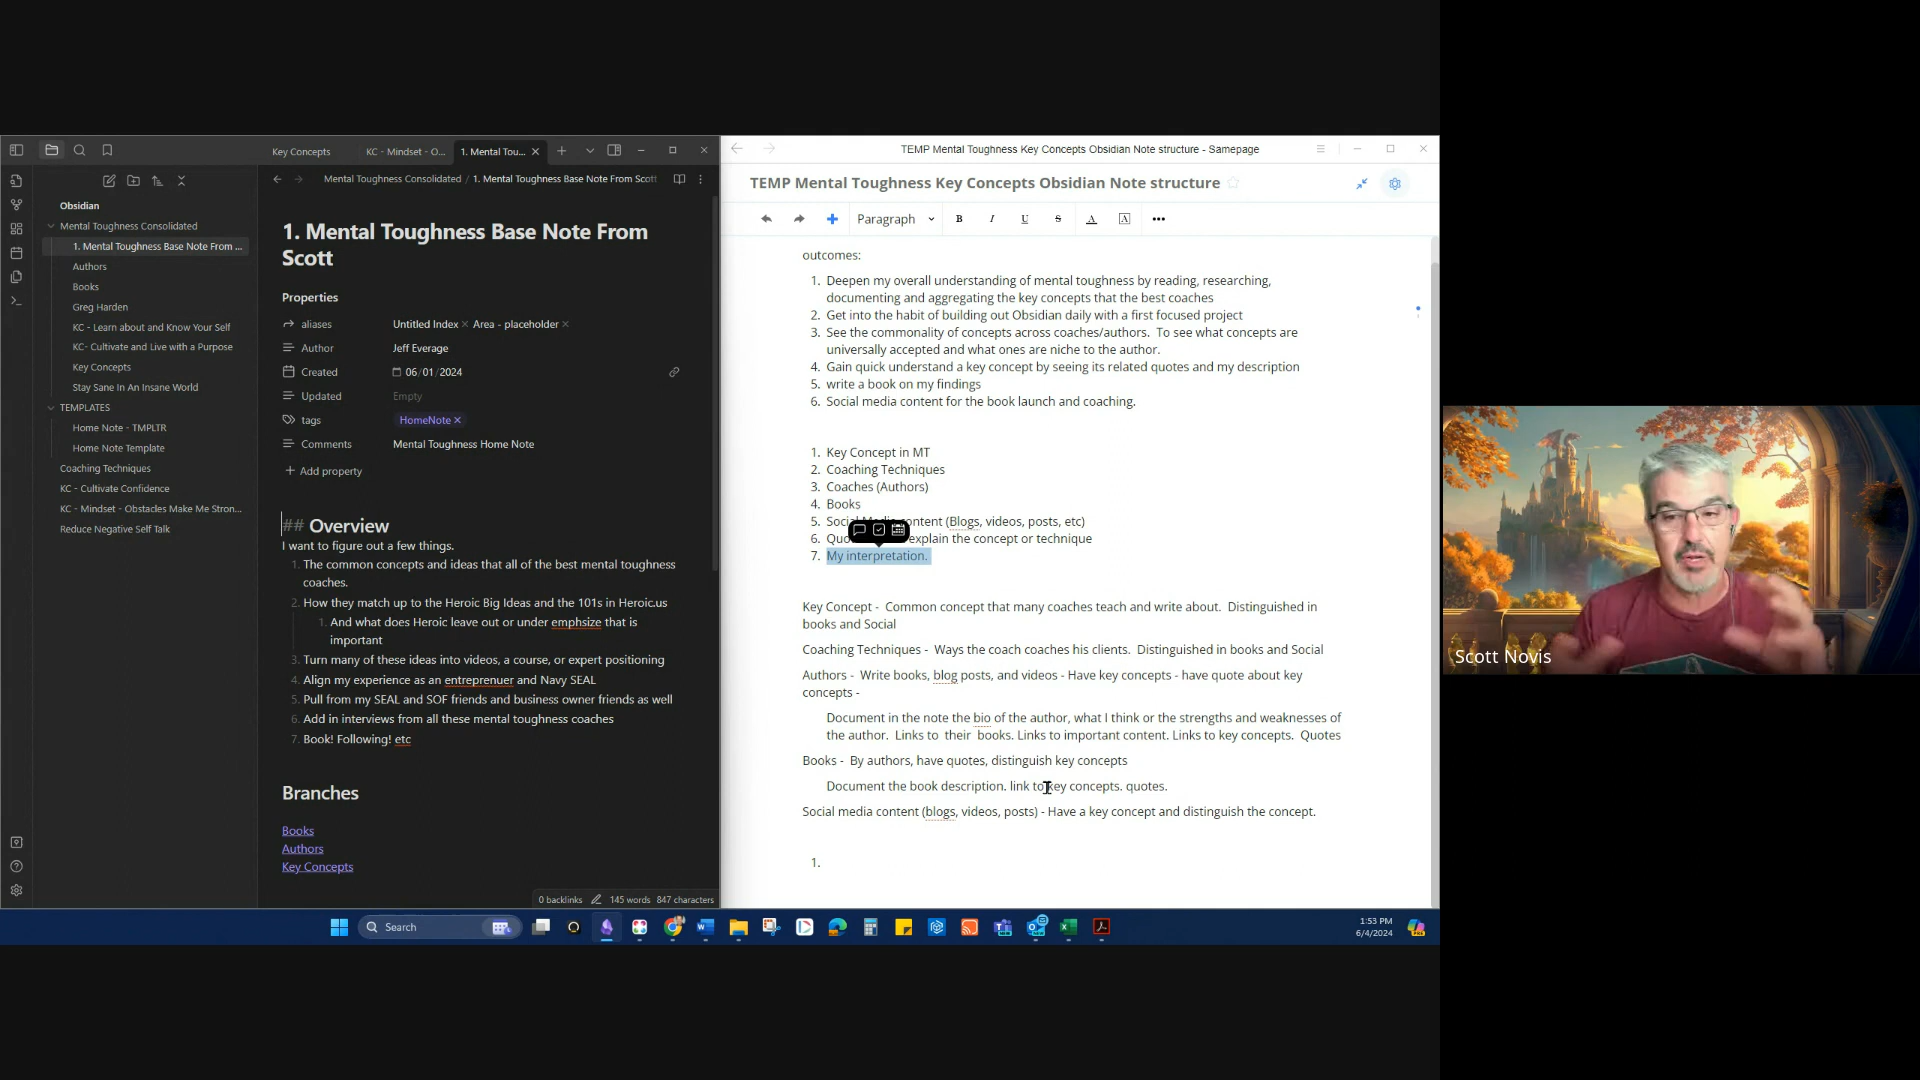 Key Concepts
KC - Mindset - O...
1. Mental Tou...
Mental Toughness Consolidated / 1. Mental Toughness Base Note From Scott
Obsidian
Mental Toughness Consolidated
1. Mental Toughness Base Note From ...
Authors
Books
Greg Harden
KC - Learn about and Know Your Self
KC- Cultivate and Live with a Purpose
Key Concepts
Stay Sane In An Insane World
TEMPLATES
Home Note - TMPLTR
Home Note Template
Coaching Techniques
KC - Cultivate Confidence
KC - Mindset - Obstacles Make Me Stron...
Reduce Negative Self Talk
1. Mental Toughness Base Note From
Scott
Properties
aliases Untitled Index × Area - placeholder ×
Author Jeff Everage
Created 06/01/2024
Updated Empty
tags HomeNote ×
Comments Mental Toughness Home Note
+ Add property
## Overview
I want to figure out a few things.
1. The common concepts and ideas that all of the best mental toughness
coaches.
2. How they match up to the Heroic Big Ideas and the 101s in Heroic.us
1. And what does Heroic leave out or under emphsize that is
important
3. Turn many of these ideas into videos, a course, or expert positioning
4. Align my experience as an entreprenuer and Navy SEAL
5. Pull from my SEAL and SOF friends and business owner friends as well
6. Add in interviews from all these mental toughness coaches
7. Book! Following! etc
Branches
Books
Authors
Key Concepts
0 backlinks 145 words 847 characters
TEMP Mental Toughness Key Concepts Obsidian Note structure - Samepage
TEMP Mental Toughness Key Concepts Obsidian Note structure
Paragraph B I U S A A
outcomes:
1. Deepen my overall understanding of mental toughness by reading, researching,
documenting and aggregating the key concepts that the best coaches
2. Get into the habit of building out Obsidian daily with a first focused project
3. See the commonality of concepts across coaches/authors. To see what concepts are
universally accepted and what ones are niche to the author.
4. Gain quick understand a key concept by seeing its related quotes and my description
5. write a book on my findings
6. Social media content for the book launch and coaching.
1. Key Concept in MT
2. Coaching Techniques
3. Coaches (Authors)
4. Books
5. Social Media content (Blogs, videos, posts, etc)
6. Quo explain the concept or technique
7. My interpretation.
Key Concept - Common concept that many coaches teach and write about. Distinguished in
books and Social
Coaching Techniques - Ways the coach coaches his clients. Distinguished in books and Social
Authors - Write books, blog posts, and videos - Have key concepts - have quote about key
concepts -
Document in the note the bio of the author, what I think or the strengths and weaknesses of
the author. Links to their books. Links to important content. Links to key concepts. Quotes
Books - By authors, have quotes, distinguish key concepts
Document the book description. link to key concepts. quotes.
Social media content (blogs, videos, posts) - Have a key concept and distinguish the concept.
1.
Search
1:53 PM
6/4/2024
Scott Novis